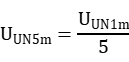 U_UN5m = U_UN1m / 5